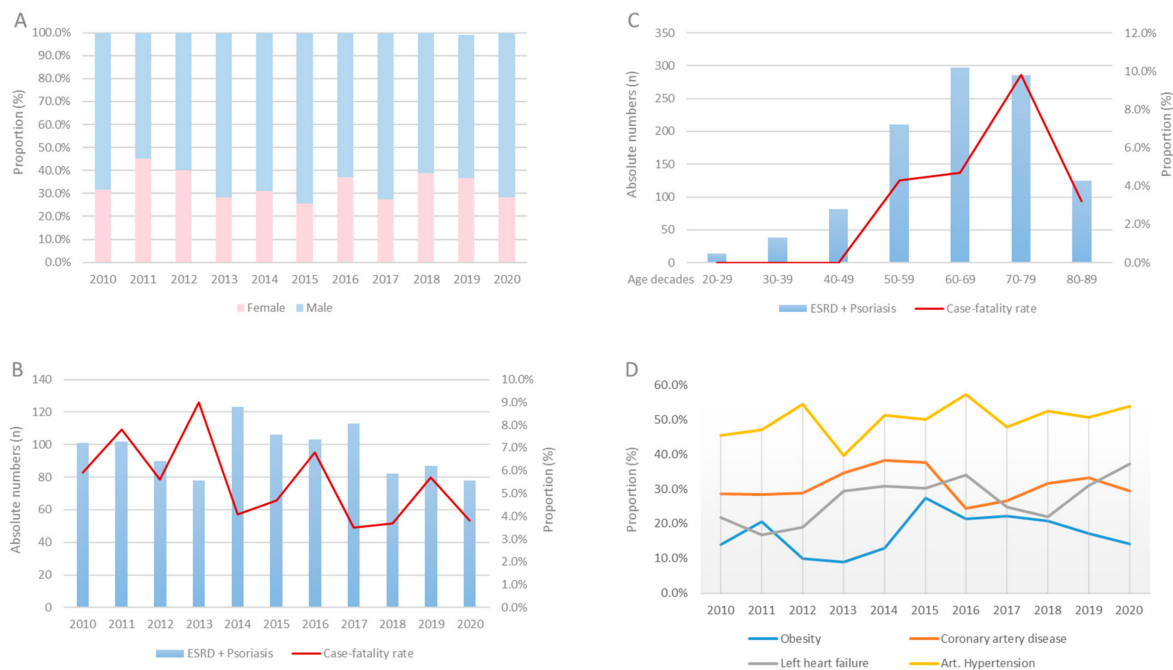 A
100.0%
90.0%
80.0%
70.0%
60.0%
50.0%
40.0%
30.0%
20.0%
10.0%
0.0%
Proportion (%)
2010 2011 2012 2013 2014 2015 2016 2017 2018 2019 2020
Female Male
C
350
300
250
200
150
100
50
0
Absolute numbers (n)
12.0%
10.0%
8.0%
6.0%
4.0%
2.0%
0.0%
Proportion (%)
Age decades 20-29 30-39 40-49 50-59 60-69 70-79 80-89
ESRD + Psoriasis Case-fatality rate
B
140
120
100
80
60
40
20
0
Absolute numbers (n)
10.0%
9.0%
8.0%
7.0%
6.0%
5.0%
4.0%
3.0%
2.0%
1.0%
0.0%
Proportion (%)
2010 2011 2012 2013 2014 2015 2016 2017 2018 2019 2020
ESRD + Psoriasis Case-fatality rate
D
60.0%
50.0%
40.0%
30.0%
20.0%
10.0%
0.0%
Proportion (%)
2010 2011 2012 2013 2014 2015 2016 2017 2018 2019 2020
Obesity Coronary artery disease
Left heart failure Art. Hypertension